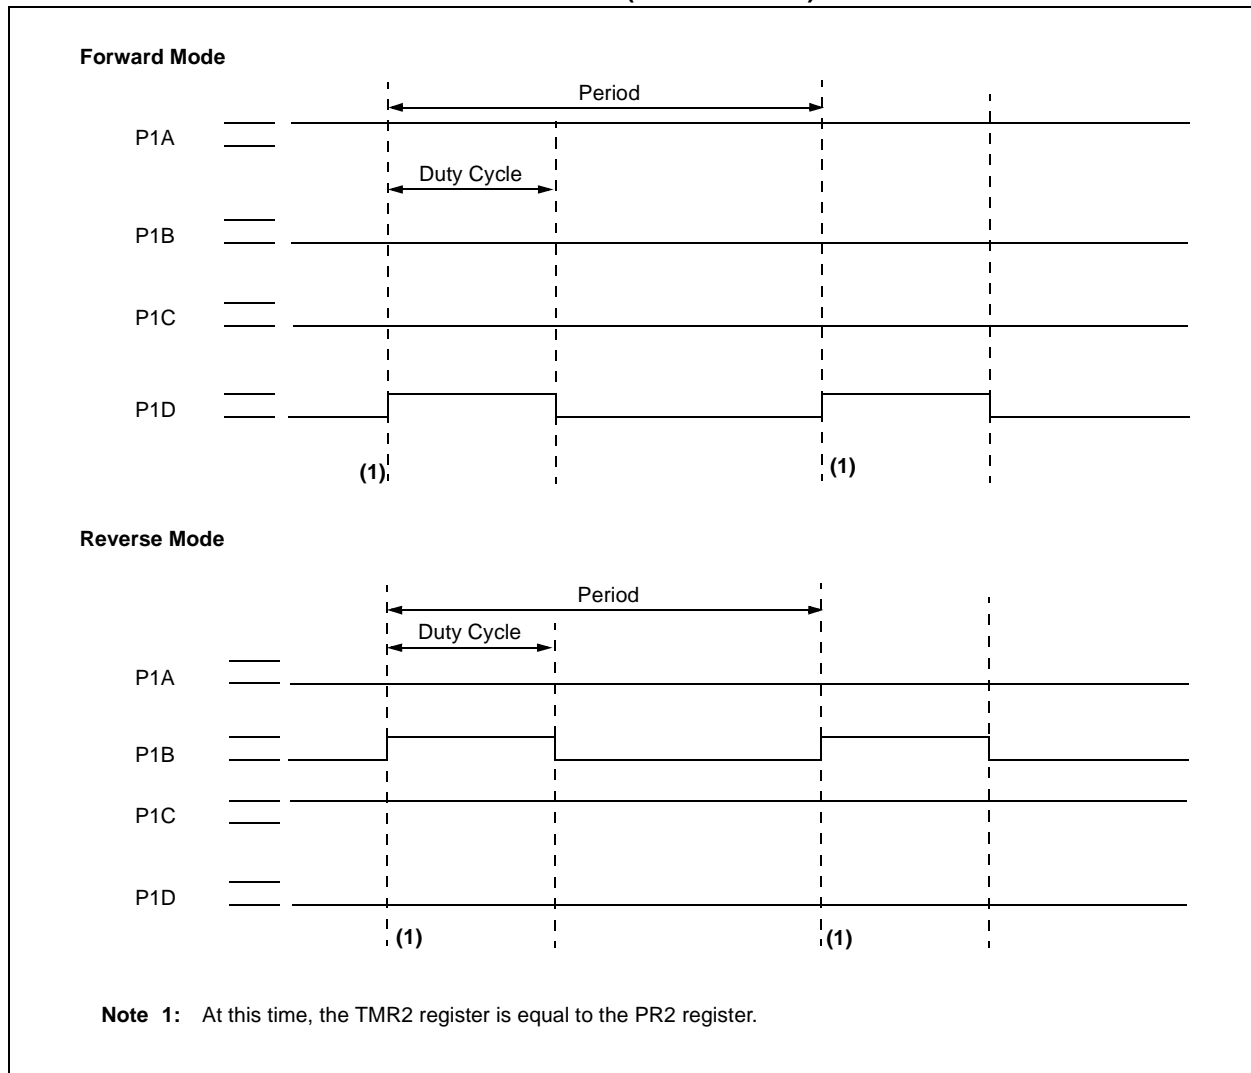 Forward Mode
Period
P1A
Duty Cycle
P1B
P1C
P1D
(1)
(1)
Reverse Mode
Period
Duty Cycle
P1A
P1B
P1C
P1D
(1)
(1)
Note 1: At this time, the TMR2 register is equal to the PR2 register.